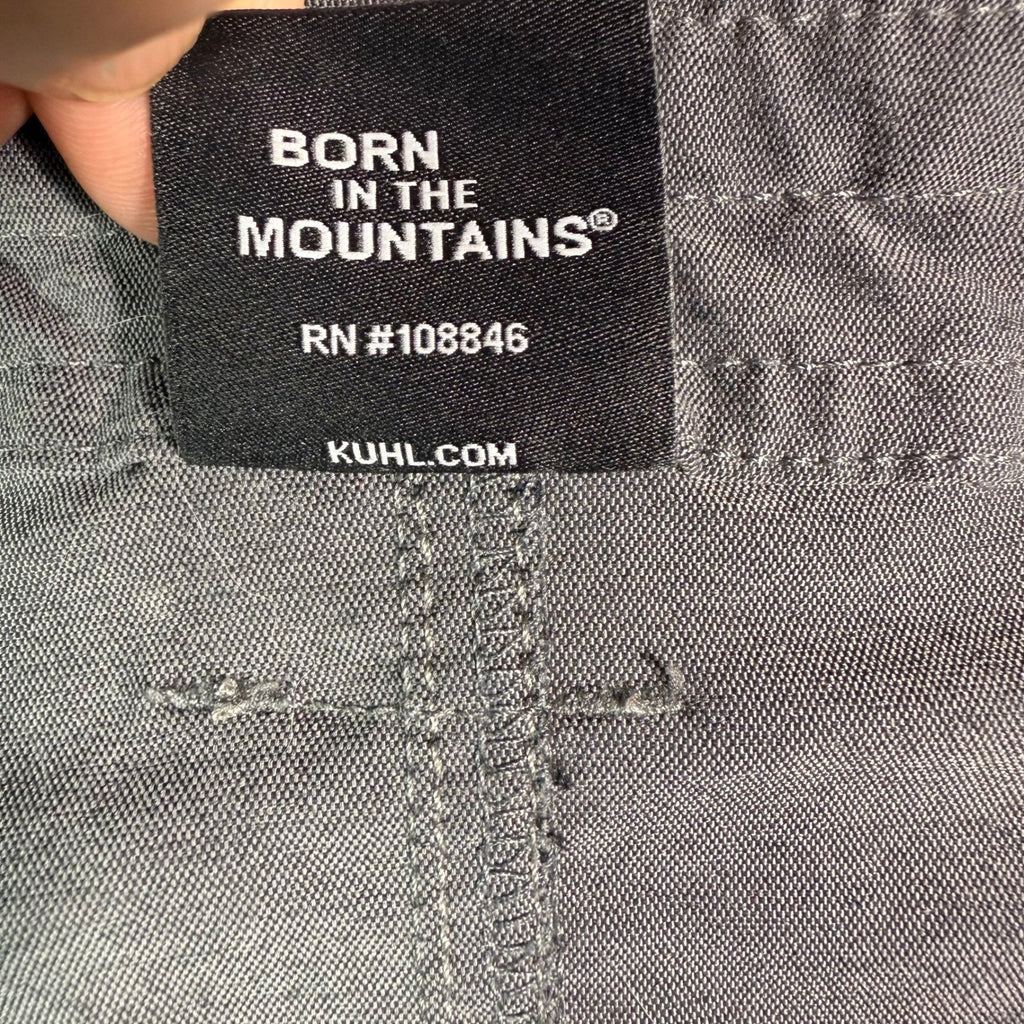 BORN
IN THE
MOUNTAINS®
RN #108846
KUHL.COM